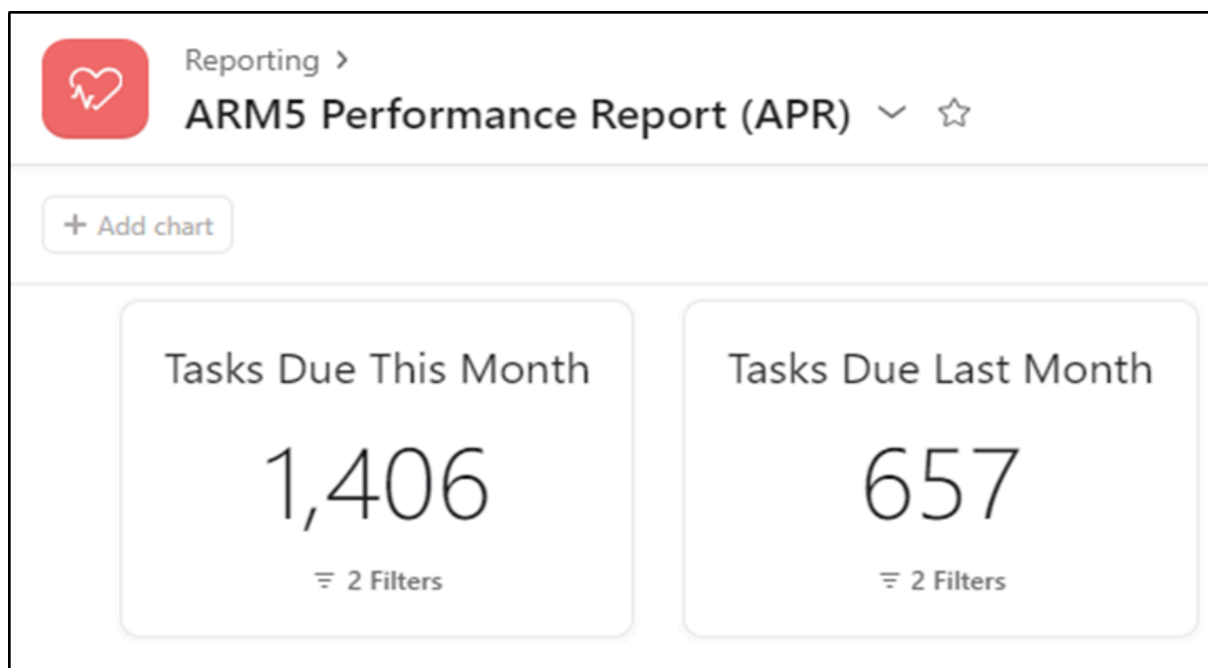 Reporting >
ARM5 Performance Report (APR)
+ Add chart
Tasks Due This Month
1,406
2 Filters
Tasks Due Last Month
657
2 Filters